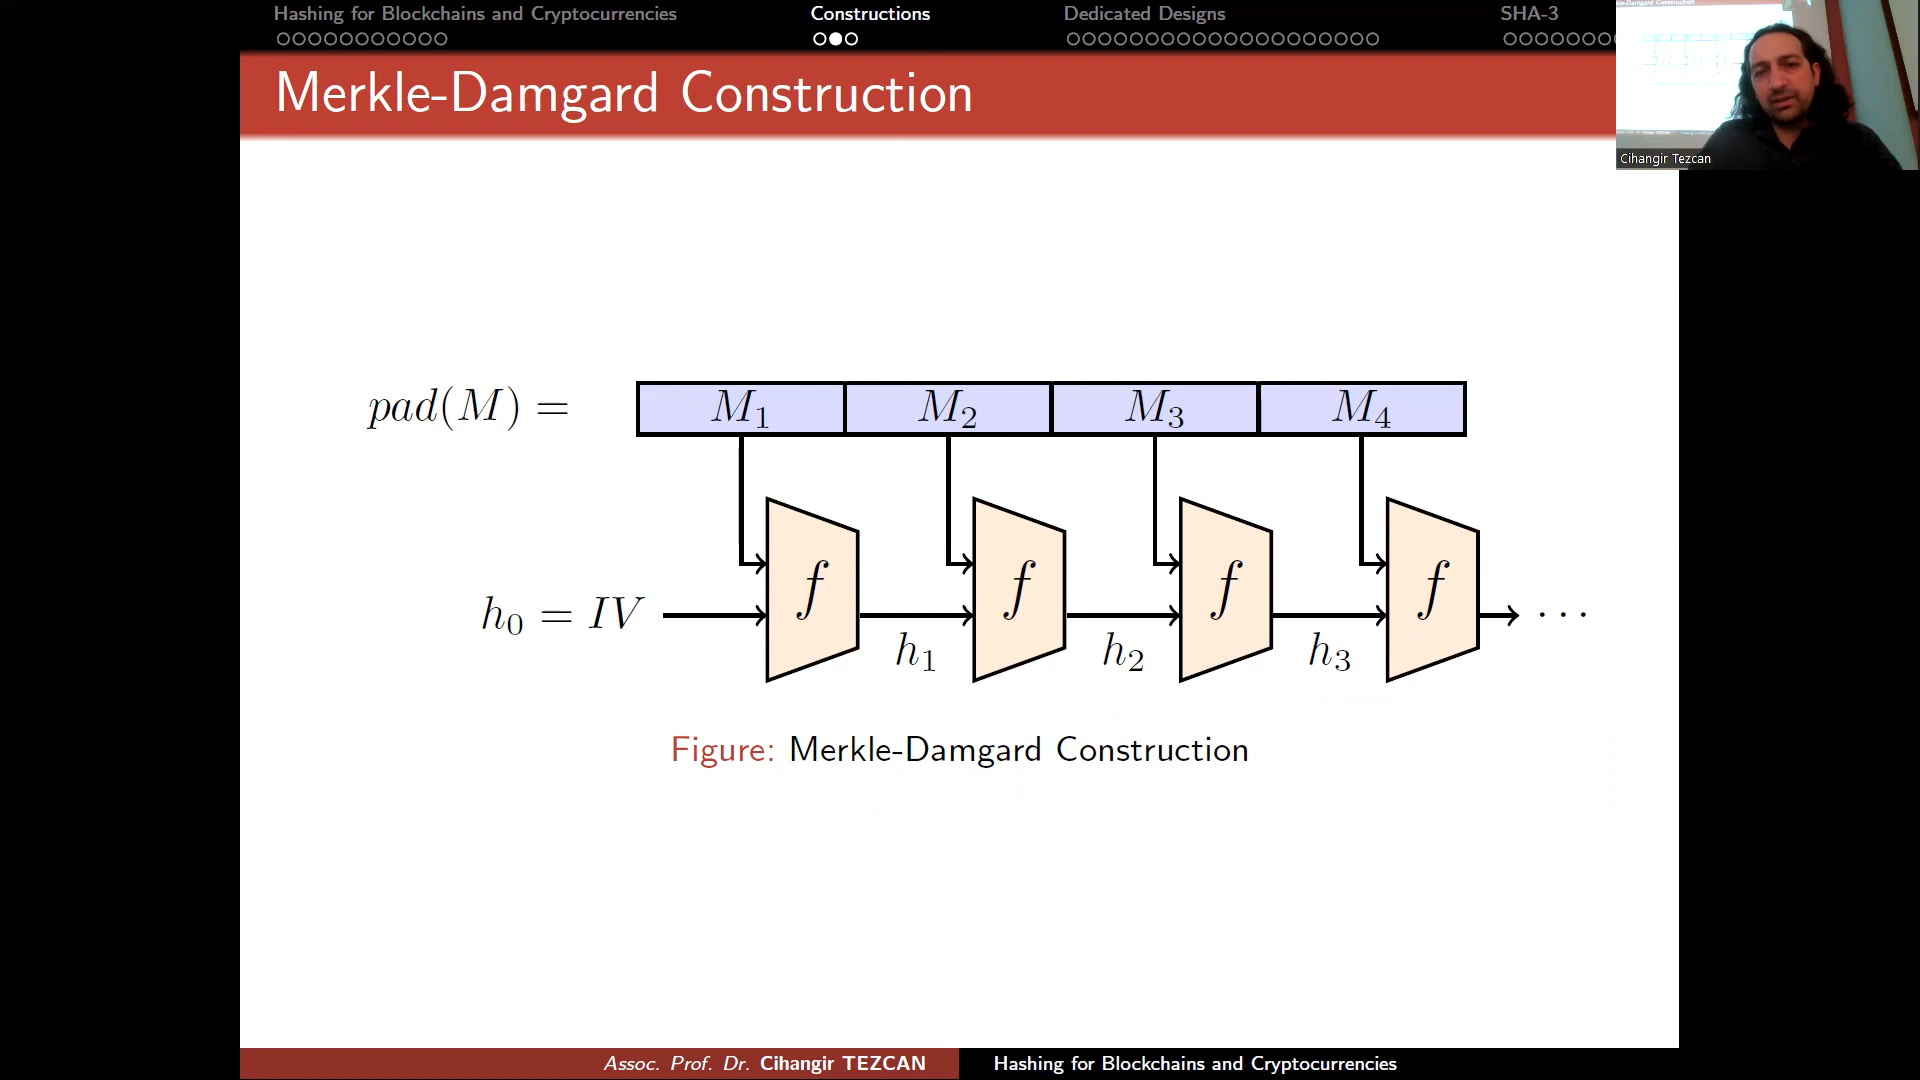 Hashing for Blockchains and Cryptocurrencies
Constructions
Dedicated Designs
SHA-3
Merkle-Damgard Construction
Cihangir Tezcan
pad(M) =
M1 M2 M3 M4
f f f f
h0 = IV
...
h1 h2 h3
Figure: Merkle-Damgard Construction
Assoc. Prof. Dr. Cihangir TEZCAN
Hashing for Blockchains and Cryptocurrencies